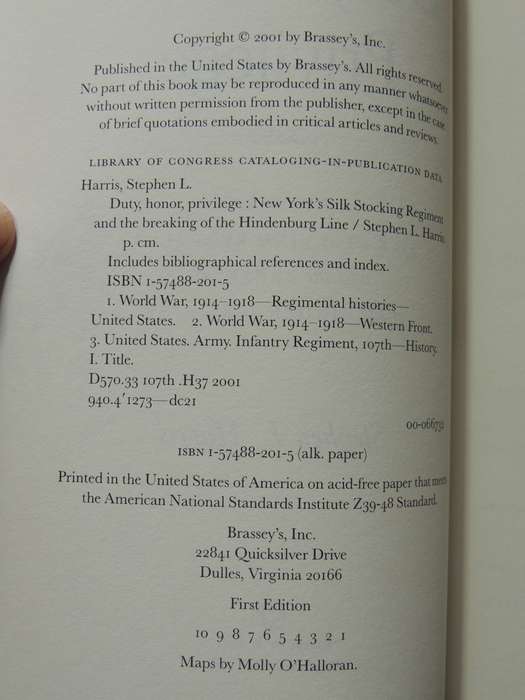 Copyright © 2001 by Brassey's, Inc.
Published in the United States by Brassey's. All rights reserved.
No part of this book may be reproduced in any manner whatsoever
without written permission from the publisher, except in the case
of brief quotations embodied in critical articles and reviews.
LIBRARY OF CONGRESS CATALOGING-IN-PUBLICATION DATA
Harris, Stephen L.
Duty, honor, privilege : New York's Silk Stocking Regiment
and the breaking of the Hindenburg Line / Stephen L. Harris
p. cm.
Includes bibliographical references and index.
ISBN 1-57488-201-5
1. World War, 1914–1918—Regimental histories—
United States. 2. World War, 1914–1918—Western Front.
3. United States. Army. Infantry Regiment, 107th—History.
I. Title.
D570.33 107th .H37 2001
940.4'1273—dc21
ISBN 1-57488-201-5 (alk. paper)
Printed in the United States of America on acid-free paper that meets
the American National Standards Institute Z39-48 Standard.
Brassey's, Inc.
22841 Quicksilver Drive
Dulles, Virginia 20166
First Edition
10 9 8 7 6 5 4 3 2 1
Maps by Molly O'Halloran.